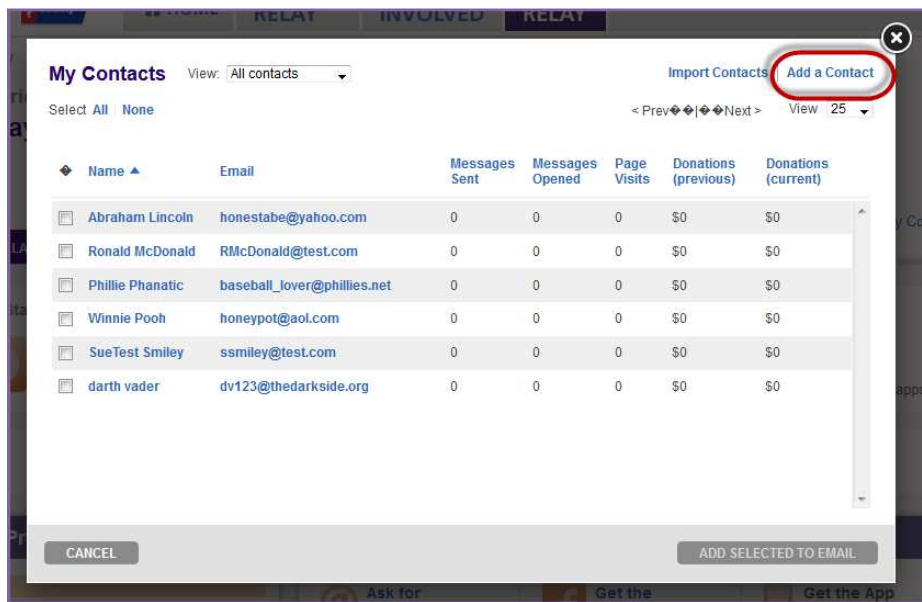 HOME RELAY INVOLVED RELAY
My Contacts View: All contacts Import Contacts | Add a Contact
Select All | None < Prev��|��Next > View 25
� Name ▲ Email Messages Sent Messages Opened Page Visits Donations (previous) Donations (current)
Abraham Lincoln honestabe@yahoo.com 0 0 0 $0 $0
Ronald McDonald RMcDonald@test.com 0 0 0 $0 $0
Phillie Phanatic baseball_lover@phillies.net 0 0 0 $0 $0
Winnie Pooh honeypot@aol.com 0 0 0 $0 $0
SueTest Smiley ssmiley@test.com 0 0 0 $0 $0
darth vader dv123@thedarkside.org 0 0 0 $0 $0
CANCEL ADD SELECTED TO EMAIL
Ask for Get the Get the App